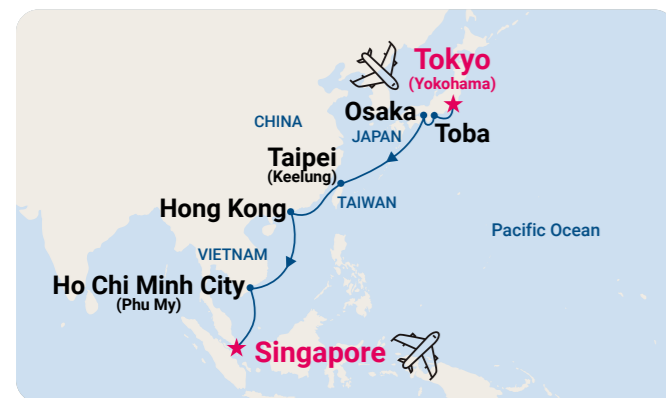 Tokyo
(Yokohama)
Osaka
CHINA
JAPAN
Toba
Taipei
(Keelung)
TAIWAN
Hong Kong
Pacific Ocean
VIETNAM
Ho Chi Minh City
(Phu My)
Singapore